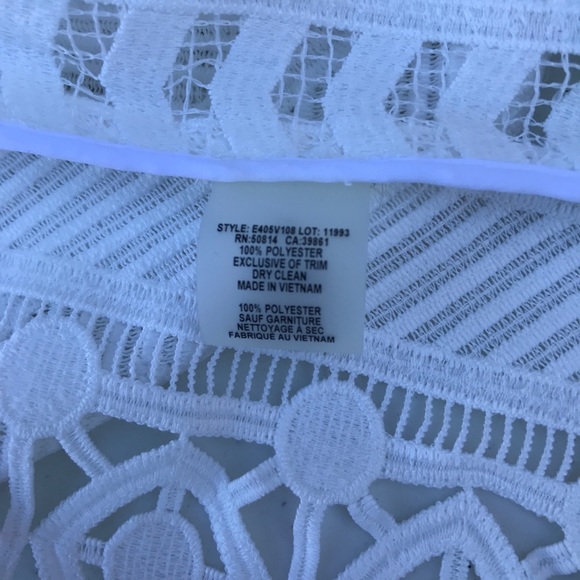 STYLE: E405V108 LOT: 11993
RN:50814 CA:39861
100% POLYESTER
EXCLUSIVE OF TRIM
DRY CLEAN
MADE IN VIETNAM
100% POLYESTER
SAUF GARNITURE
NETTOYAGE A SEC
FABRIQUÉ AU VIETNAM